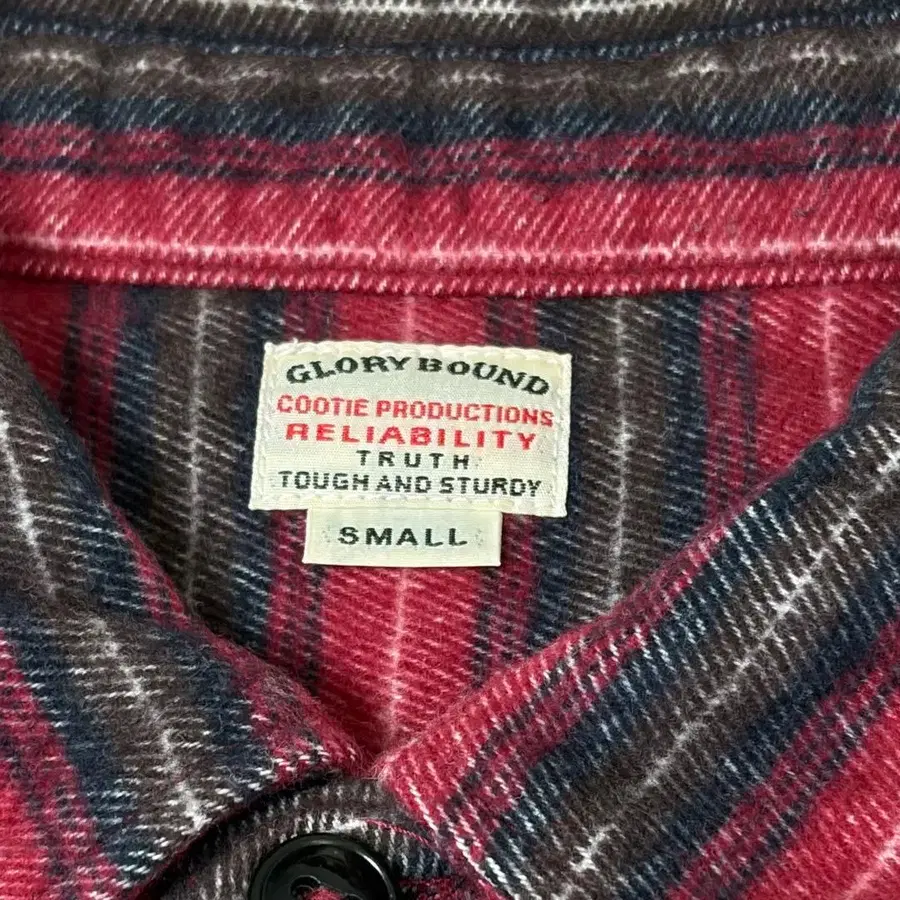 GLORY BOUND
COOTIE PRODUCTIONS
RELIABILITY
TRUTH
TOUGH AND STURDY
SMALL